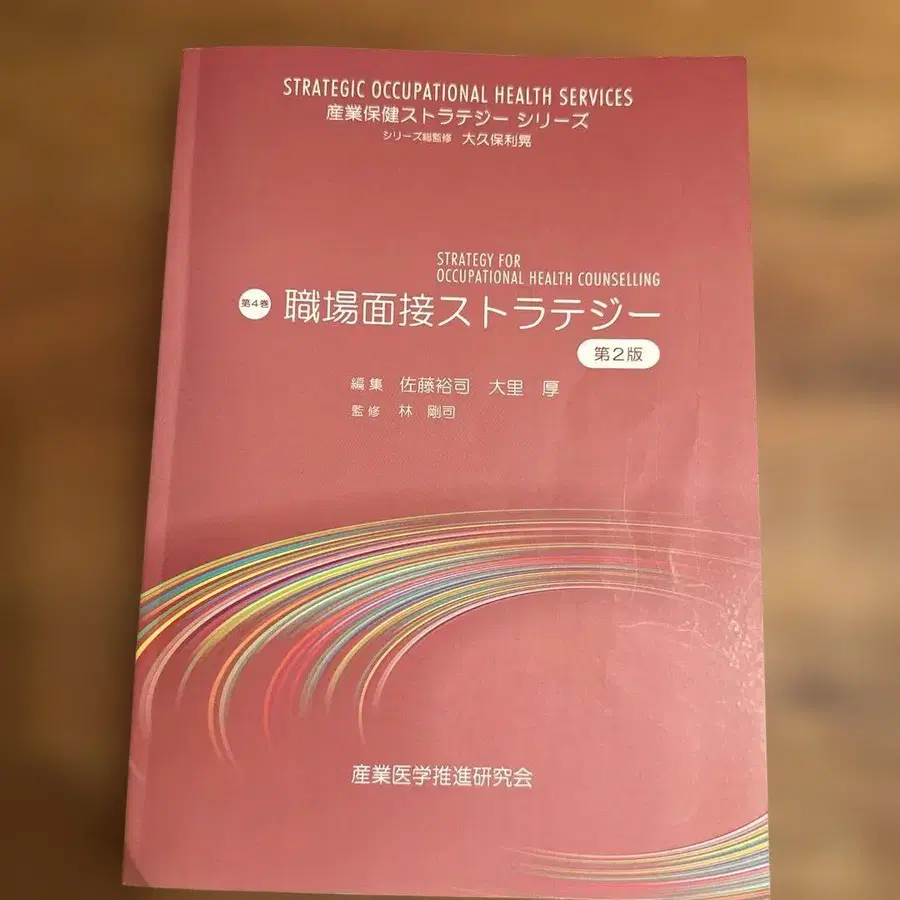 STRATEGIC OCCUPATIONAL HEALTH SERVICES
産業保健ストラテジー シリーズ
シリーズ総監修 大久保利晃
STRATEGY FOR
OCCUPATIONAL HEALTH COUNSELLING
第4巻 職場面接ストラテジー
第2版
編集 佐藤裕司 大里 厚
監修 林 剛司
産業医学推進研究会